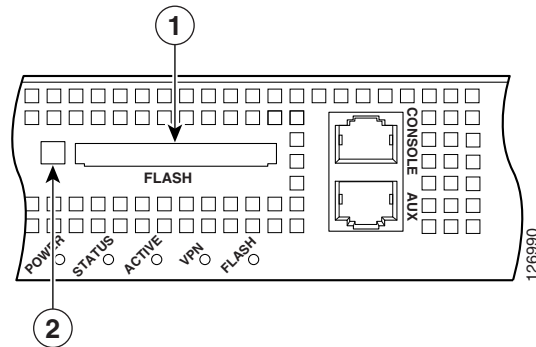 1
FLASH
CONSOLE
AUX
POWER
STATUS
ACTIVE
VPN
FLASH
2
126990